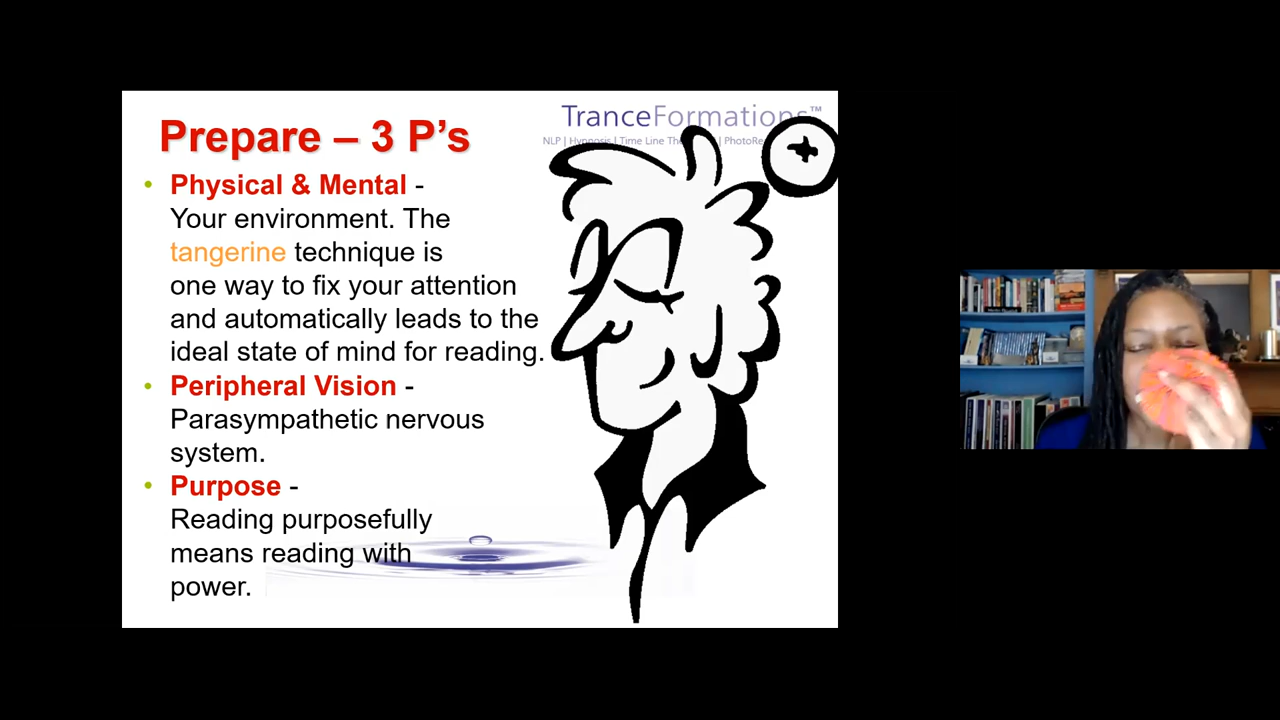 TranceFormations™
Prepare – 3 P's
NLP | Hypnosis | Time Line The
| PhotoRe
• Physical & Mental -
Your environment. The
tangerine technique is
one way to fix your attention
and automatically leads to the
ideal state of mind for reading.
• Peripheral Vision -
Parasympathetic nervous
system.
• Purpose -
Reading purposefully
means reading with
power.